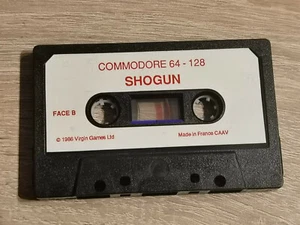 COMMODORE 64 - 128
SHOGUN
FACE B
© 1986 Virgin Games Ltd
Made in France CAAV